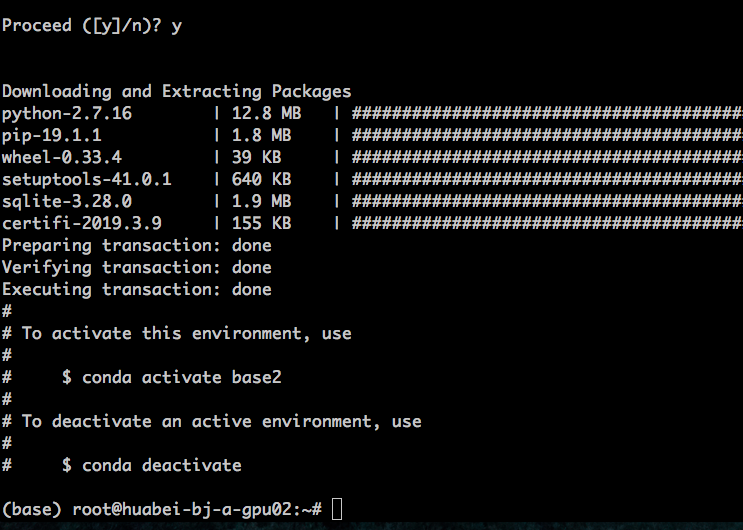 Proceed ([y]/n)? y
Downloading and Extracting Packages
python-2.7.16        | 12.8 MB   | #######################################
pip-19.1.1           | 1.8 MB    | #######################################
wheel-0.33.4         | 39 KB     | #######################################
setuptools-41.0.1    | 640 KB    | #######################################
sqlite-3.28.0        | 1.9 MB    | #######################################
certifi-2019.3.9     | 155 KB    | #######################################
Preparing transaction: done
Verifying transaction: done
Executing transaction: done
#
# To activate this environment, use
#
#     $ conda activate base2
#
# To deactivate an active environment, use
#
#     $ conda deactivate
(base) root@huabei-bj-a-gpu02:~#